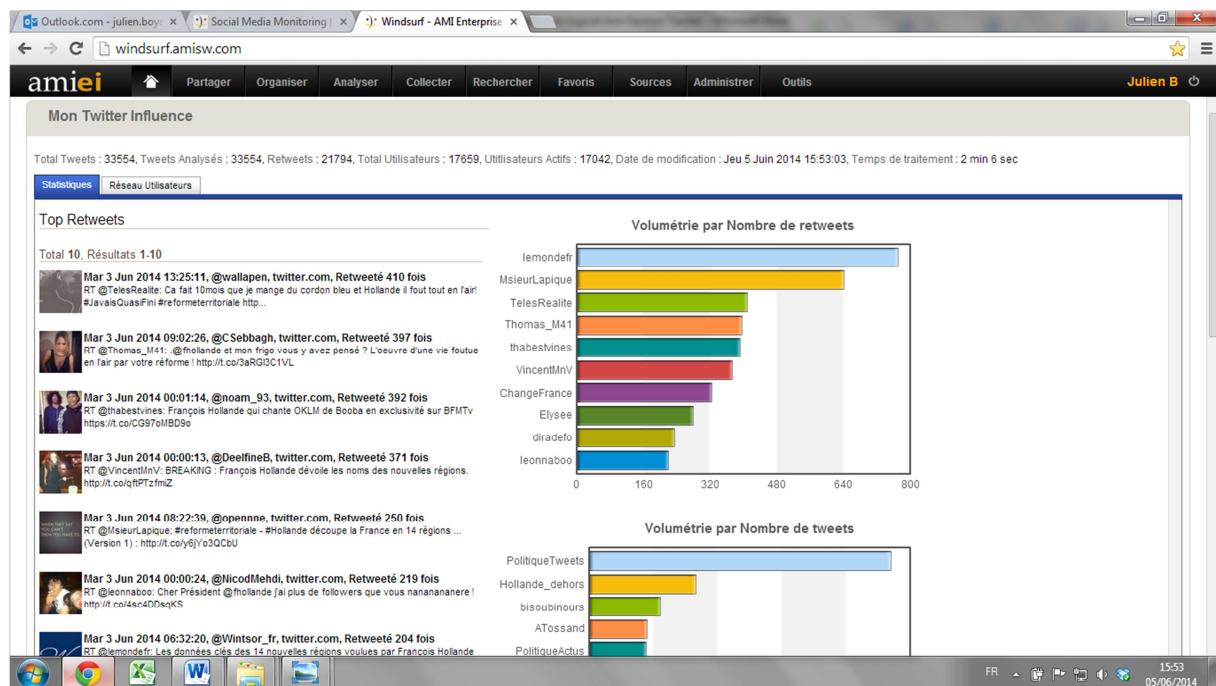 Outlook.com - julien.boy
Social Media Monitoring |
Windsurf - AMI Enterprise
windsurf.amisw.com
amiei
Partager Organiser Analyser Collecter Rechercher Favoris Sources Administrer Outils
Julien B
Mon Twitter Influence
Total Tweets : 33554, Tweets Analysés : 33554, Retweets : 21794, Total Utilisateurs : 17659, Utilisateurs Actifs : 17042, Date de modification : Jeu 5 Juin 2014 15:53:03, Temps de traitement : 2 min 6 sec
Statistiques Réseau Utilisateurs
Top Retweets
Total 10, Résultats 1-10
Mar 3 Jun 2014 13:25:11, @wallapen, twitter.com, Retweeté 410 fois
RT @TelesRealite: Ca fait 10mois que je mange du cordon bleu et Hollande il fout tout en l'air!
#JavaisQuasiFini #reformeterritoriale http...
Mar 3 Jun 2014 09:02:26, @CSebbagh, twitter.com, Retweeté 397 fois
RT @Thomas_M41: .@fhollande et mon frigo vous y avez pensé ? L'oeuvre d'une vie foutue
en l'air par votre réforme ! http://t.co/3aRGl3C1VL
Mar 3 Jun 2014 00:01:14, @noam_93, twitter.com, Retweeté 392 fois
RT @thabestvines: François Hollande qui chante OKLM de Booba en exclusivité sur BFMTv
https://t.co/CG97oMBD9o
Mar 3 Jun 2014 00:00:13, @DeelfineB, twitter.com, Retweeté 371 fois
RT @VincentMnV: BREAKING : François Hollande dévoile les noms des nouvelles régions.
http://t.co/qftPTzfmiZ
Mar 3 Jun 2014 08:22:39, @opennne, twitter.com, Retweeté 250 fois
RT @MsieurLapique: #reformeterritoriale - #Hollande découpe la France en 14 régions ...
(Version 1) : http://t.co/y6jYo3QCbU
Mar 3 Jun 2014 00:00:24, @NicodMehdi, twitter.com, Retweeté 219 fois
RT @leonnaboo: Cher Président @fhollande j'ai plus de followers que vous nananananere !
http://t.co/4sc4DDsqKS
Mar 3 Jun 2014 06:32:20, @Wintsor_fr, twitter.com, Retweeté 204 fois
RT @lemondefr: Les données clés des 14 nouvelles régions voulues par François Hollande
Volumétrie par Nombre de retweets
lemondefr
MsieurLapique
TelesRealite
Thomas_M41
thabestvines
VincentMnV
ChangeFrance
Elysee
diradefo
leonnaboo
0 160 320 480 640 800
Volumétrie par Nombre de tweets
PolitiqueTweets
Hollande_dehors
bisoubinours
ATossand
PolitiqueActus
FR
15:53
05/06/2014